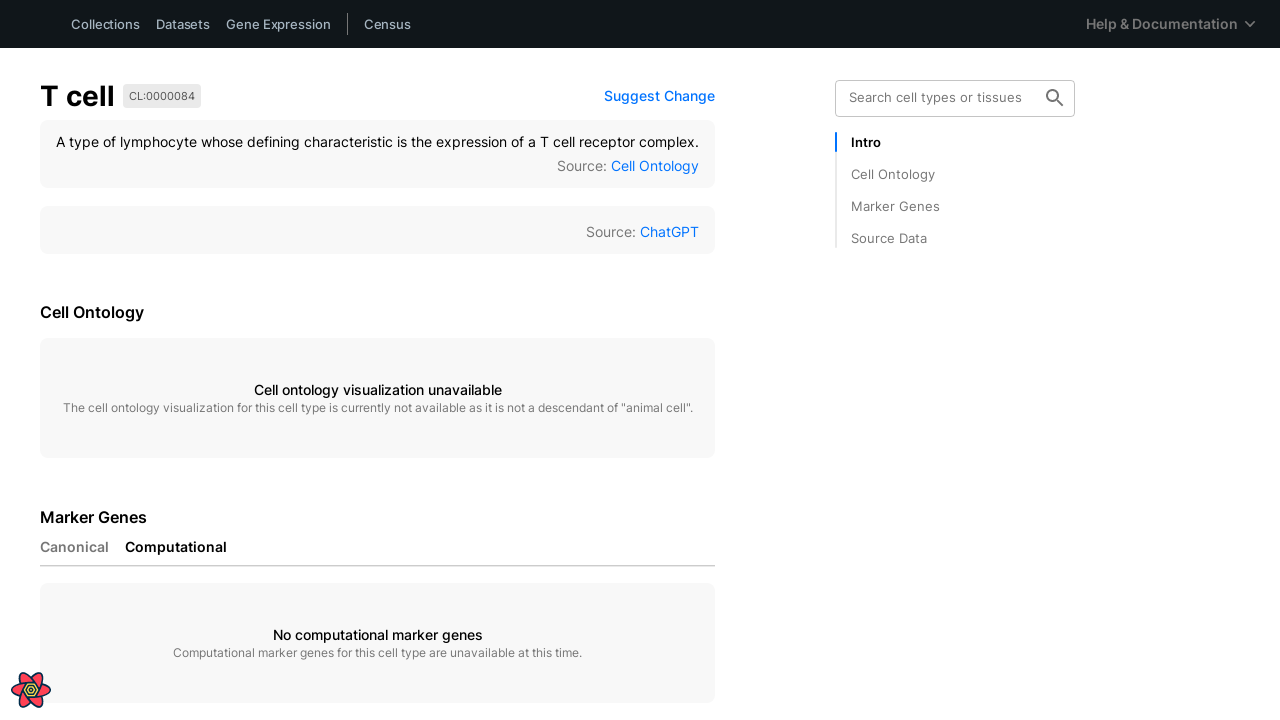 Collections Datasets Gene Expression Census Help & Documentation
T cell CL:0000084 Suggest Change
A type of lymphocyte whose defining characteristic is the expression of a T cell receptor complex.
Source: Cell Ontology
Source: ChatGPT
Cell Ontology
Cell ontology visualization unavailable
The cell ontology visualization for this cell type is currently not available as it is not a descendant of "animal cell".
Marker Genes
Canonical Computational
No computational marker genes
Computational marker genes for this cell type are unavailable at this time.
Search cell types or tissues
Intro
Cell Ontology
Marker Genes
Source Data